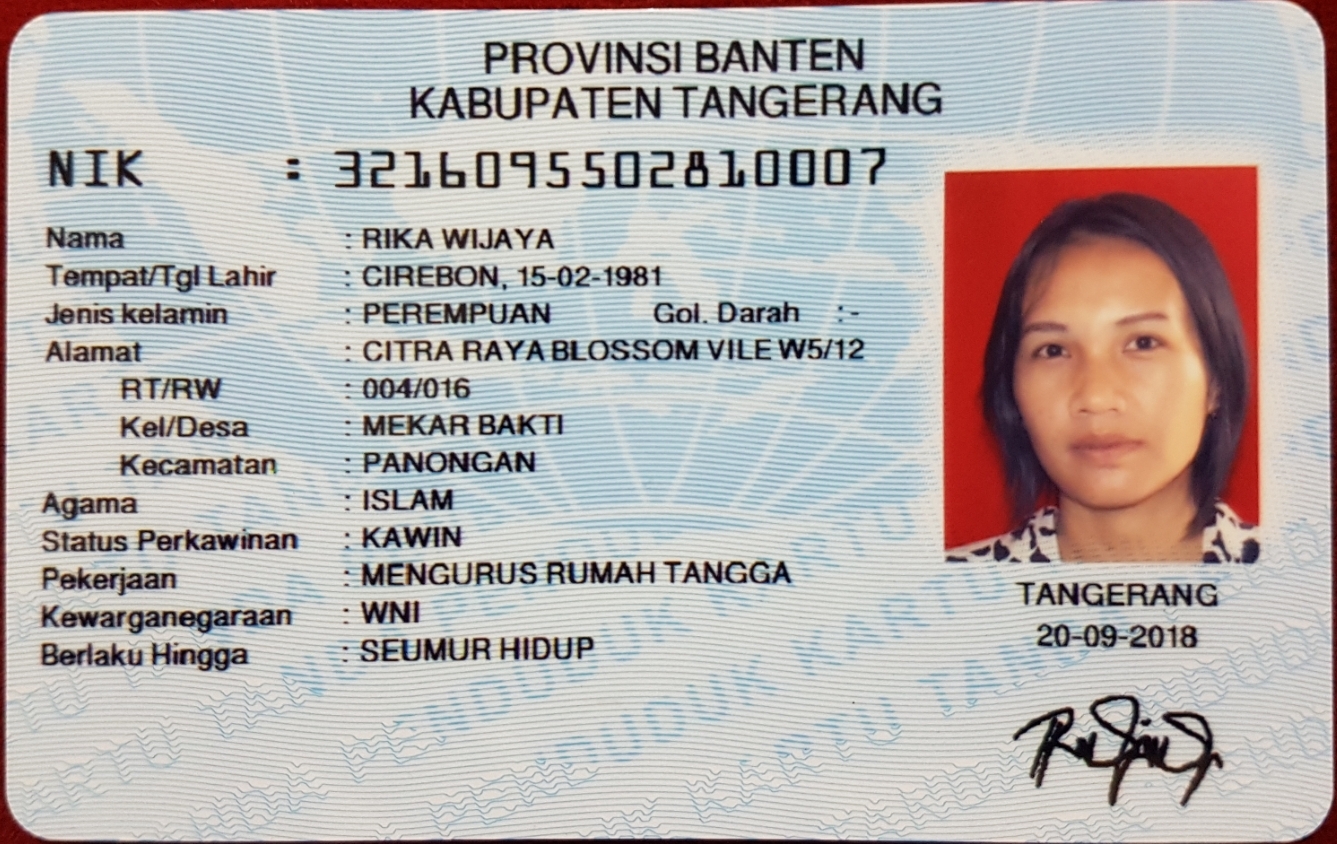 PROVINSI BANTEN
KABUPATEN TANGERANG
NIK : 3216095502810007
Nama : RIKA WIJAYA
Tempat/Tgl Lahir : CIREBON, 15-02-1981
Jenis kelamin : PEREMPUAN Gol. Darah : -
Alamat : CITRA RAYA BLOSSOM VILE W5/12
RT/RW : 004/016
Kel/Desa : MEKAR BAKTI
Kecamatan : PANONGAN
Agama : ISLAM
Status Perkawinan : KAWIN
Pekerjaan : MENGURUS RUMAH TANGGA
Kewarganegaraan : WNI
Berlaku Hingga : SEUMUR HIDUP
TANGERANG
20-09-2018